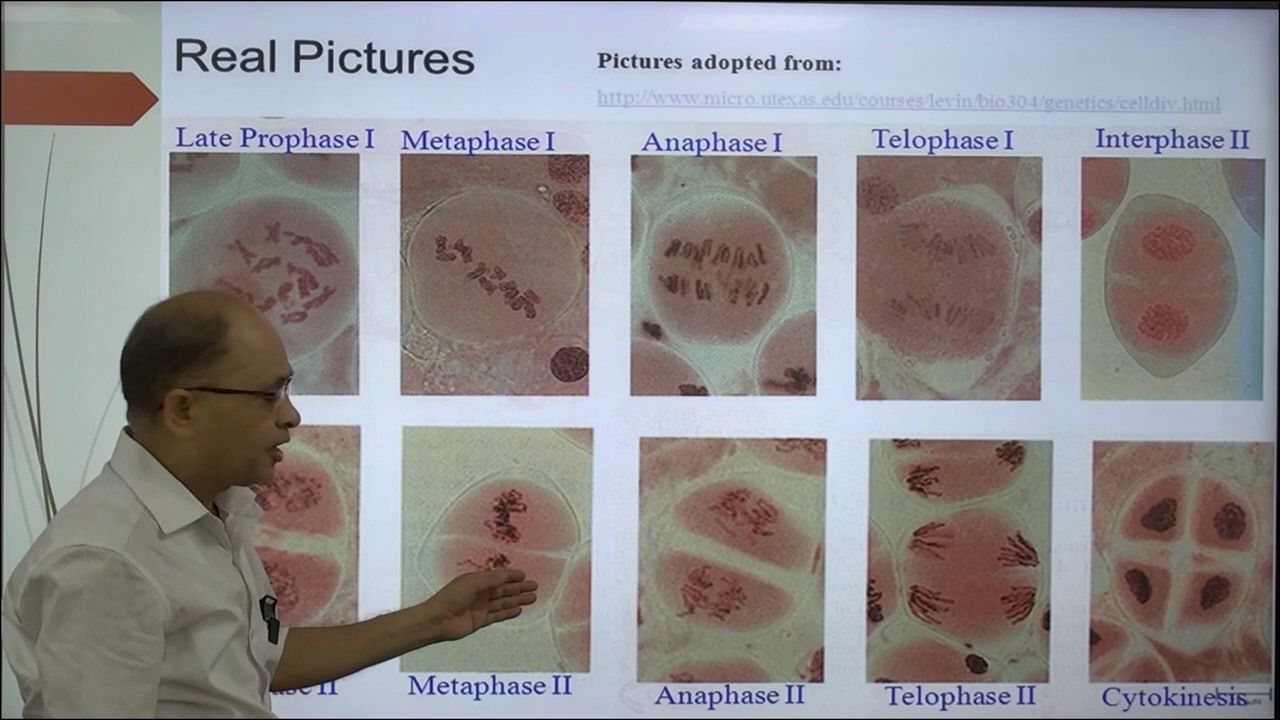 Real Pictures
Pictures adopted from:
http://www.micro.utexas.edu/courses/levin/bio304/genetics/celldiv.html
Late Prophase I
Metaphase I
Anaphase I
Telophase I
Interphase II
II
Metaphase II
Anaphase II
Telophase II
Cytokinesis